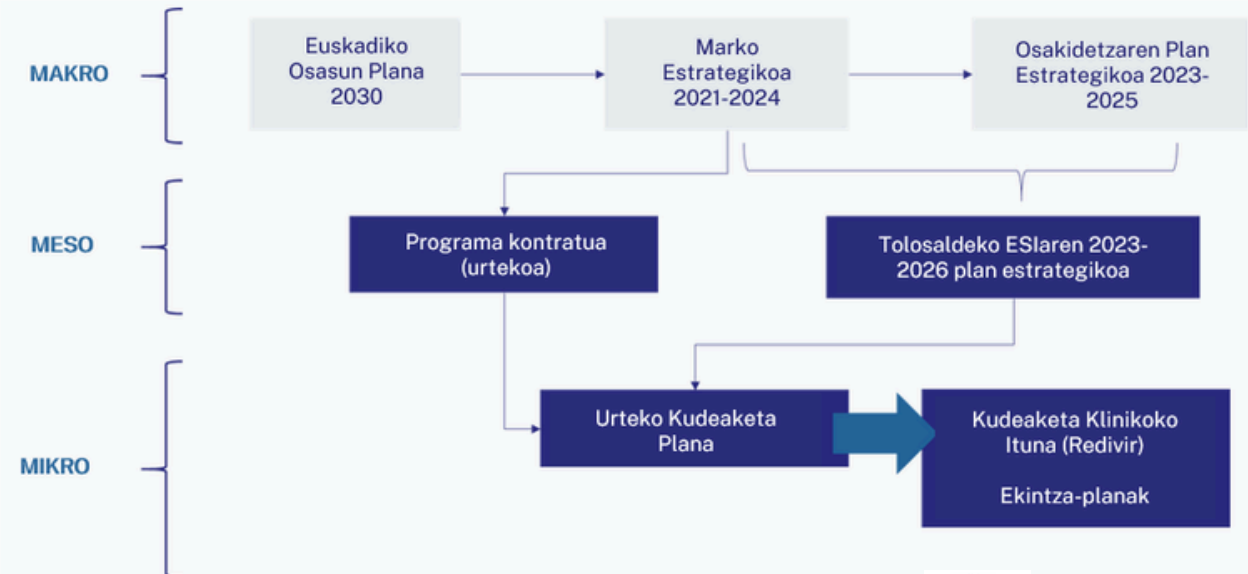 MAKRO
Euskadiko
Osasun Plana
2030
Marko
Estrategikoa
2021-2024
Osakidetzaren Plan
Estrategikoa 2023-
2025
MESO
Programa kontratua
(urtekoa)
Tolosaldeko ESIaren 2023-
2026 plan estrategikoa
MIKRO
Urteko Kudeaketa
Plana
Kudeaketa Klinikoko
Ituna (Redivir)
Ekintza-planak